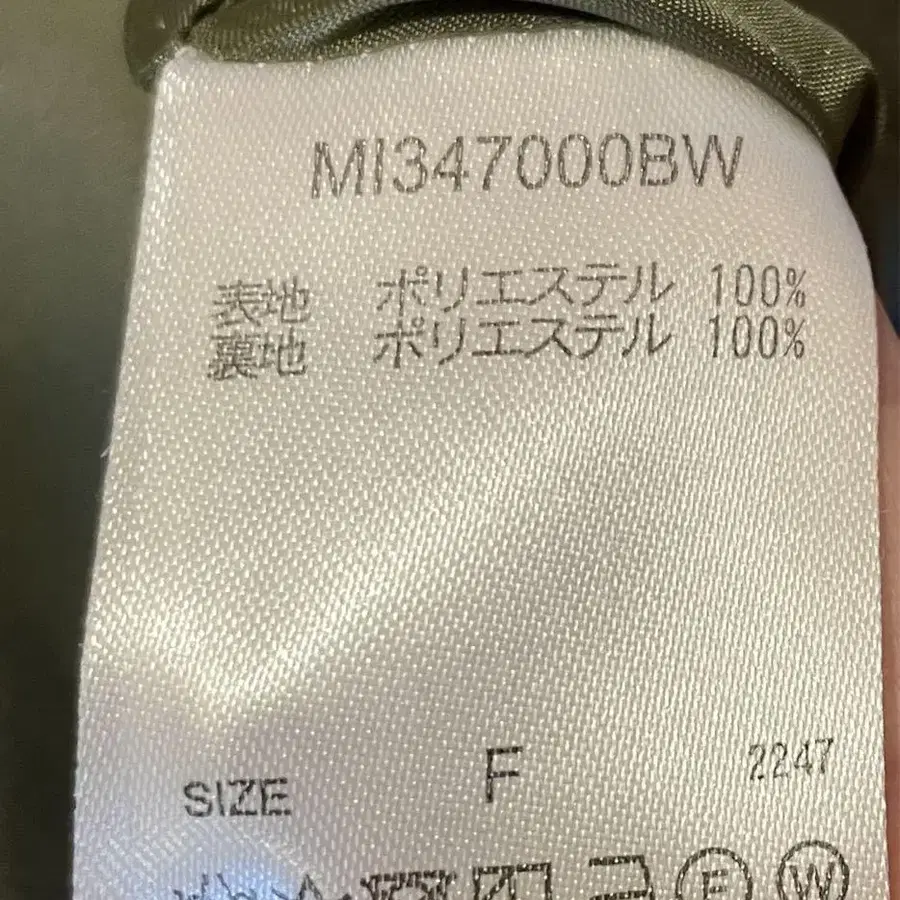 MI347000BW
表地 ポリエステル 100%
裏地 ポリエステル 100%
SIZE F 2247
F W